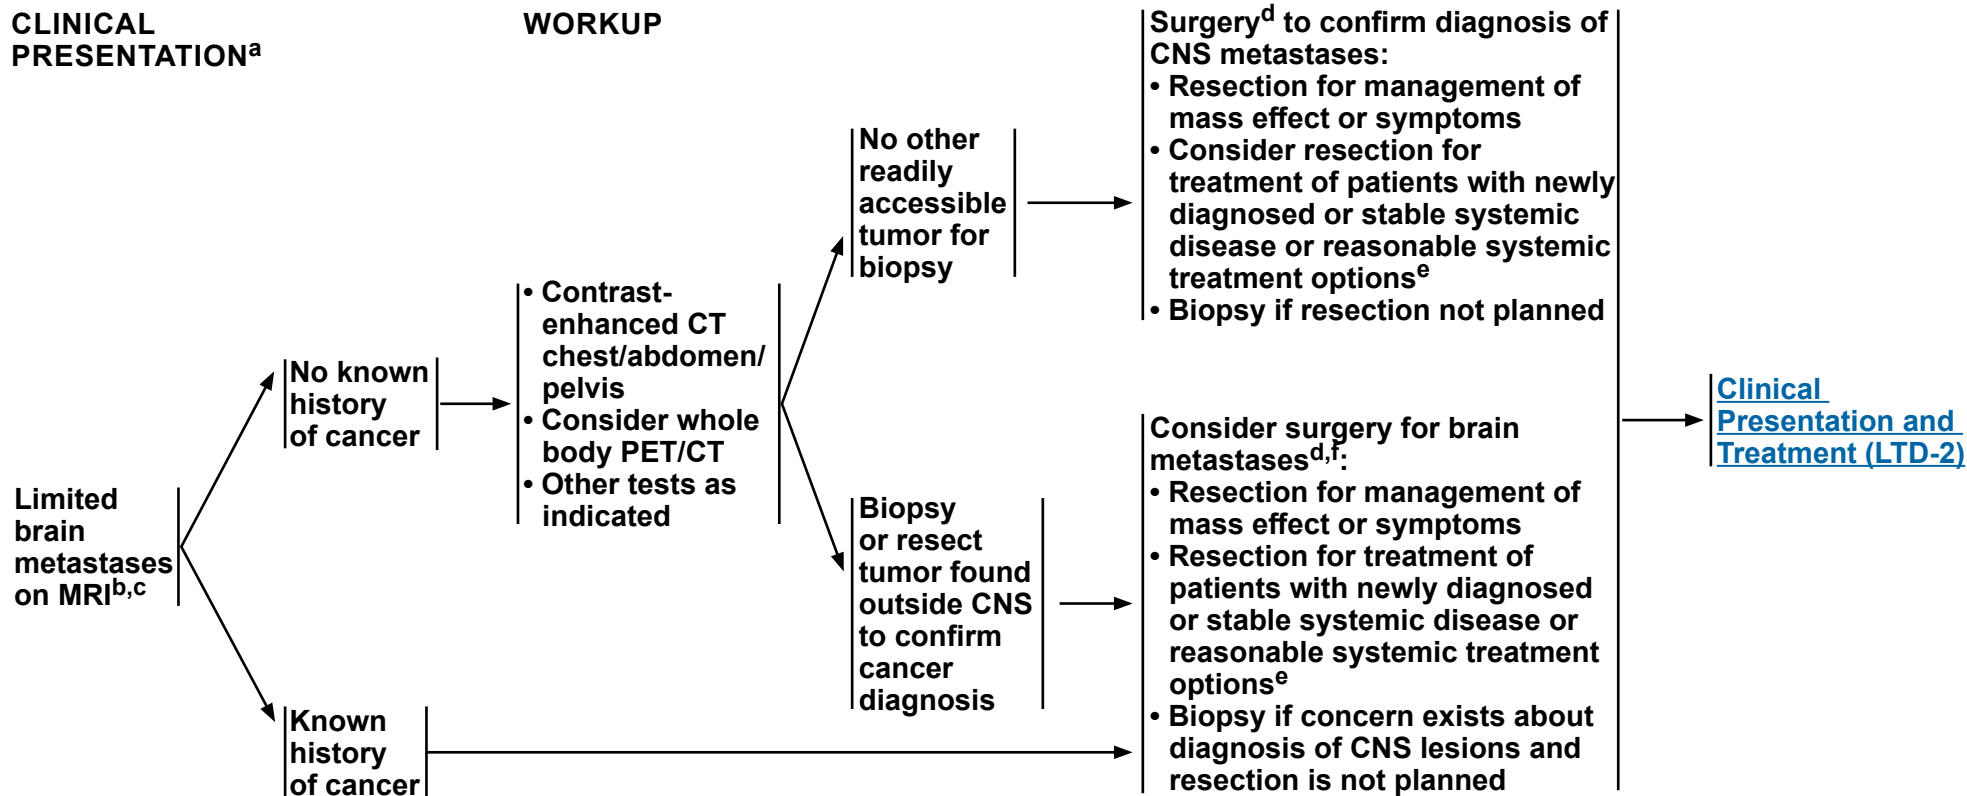 CLINICAL
PRESENTATIONa
WORKUP
Limited
brain
metastases
on MRIb,c
No known
history
of cancer
Known
history
of cancer
• Contrast-
enhanced CT
chest/abdomen/
pelvis
• Consider whole
body PET/CT
• Other tests as
indicated
No other
readily
accessible
tumor for
biopsy
Biopsy
or resect
tumor found
outside CNS
to confirm
cancer
diagnosis
Surgeryd to confirm diagnosis of
CNS metastases:
• Resection for management of
mass effect or symptoms
• Consider resection for
treatment of patients with newly
diagnosed or stable systemic
disease or reasonable systemic
treatment optionse
• Biopsy if resection not planned
Consider surgery for brain
metastasesd,f:
• Resection for management of
mass effect or symptoms
• Resection for treatment of
patients with newly diagnosed
or stable systemic disease or
reasonable systemic treatment
optionse
• Biopsy if concern exists about
diagnosis of CNS lesions and
resection is not planned
Clinical
Presentation and
Treatment (LTD-2)